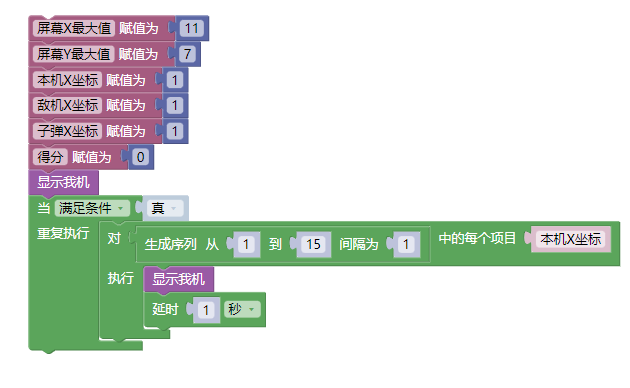 屏幕X最大值 赋值为 11
屏幕Y最大值 赋值为 7
本机X坐标 赋值为 1
敌机X坐标 赋值为 1
子弹X坐标 赋值为 1
得分 赋值为 0
显示我机
当 满足条件 真
重复执行 对 生成序列 从 1 到 15 间隔为 1 中的每个项目 本机X坐标
执行 显示我机
延时 1 秒